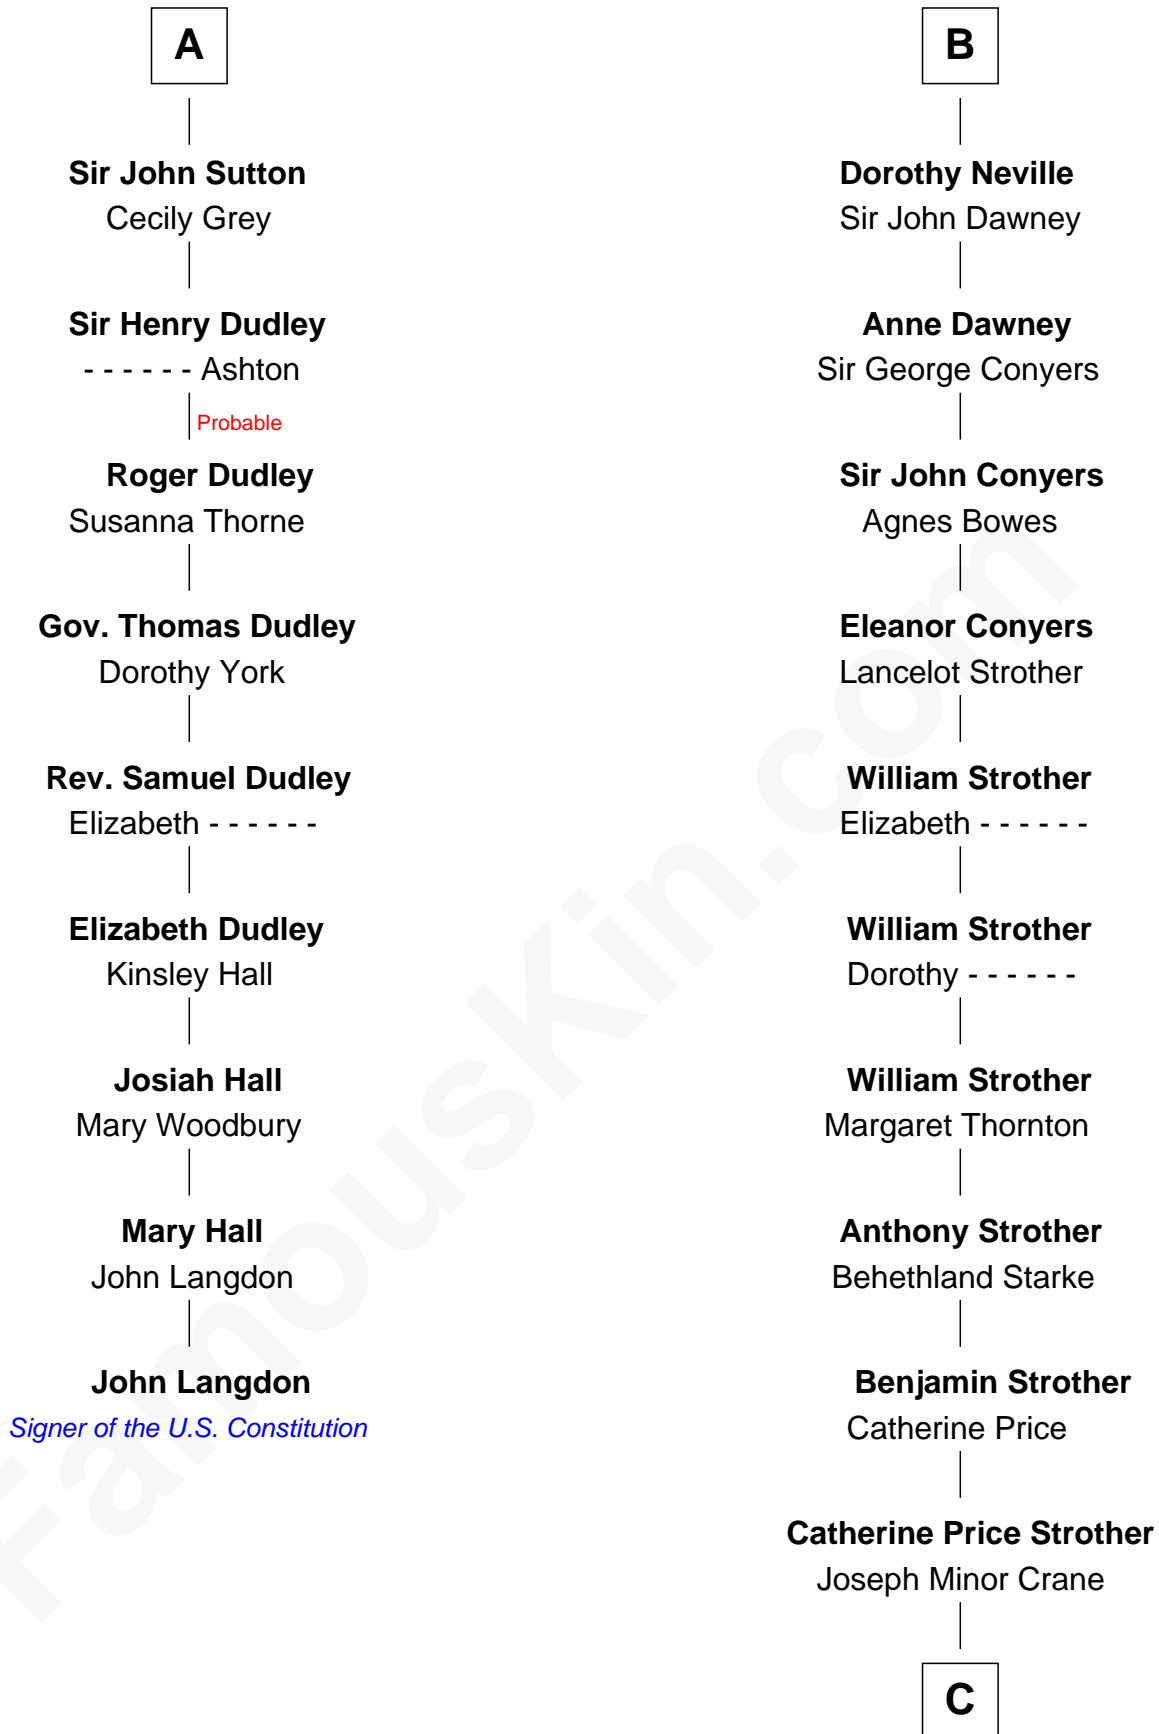 A
Sir John Sutton
Cecily Grey
Sir Henry Dudley
- - - - - - Ashton
Probable
Roger Dudley
Susanna Thorne
Gov. Thomas Dudley
Dorothy York
Rev. Samuel Dudley
Elizabeth - - - - - -
Elizabeth Dudley
Kinsley Hall
Josiah Hall
Mary Woodbury
Mary Hall
John Langdon
John Langdon
Signer of the U.S. Constitution
B
Dorothy Neville
Sir John Dawney
Anne Dawney
Sir George Conyers
Sir John Conyers
Agnes Bowes
Eleanor Conyers
Lancelot Strother
William Strother
Elizabeth - - - - - -
William Strother
Dorothy - - - - - -
William Strother
Margaret Thornton
Anthony Strother
Behethland Starke
Benjamin Strother
Catherine Price
Catherine Price Strother
Joseph Minor Crane
C
FamousKin.com